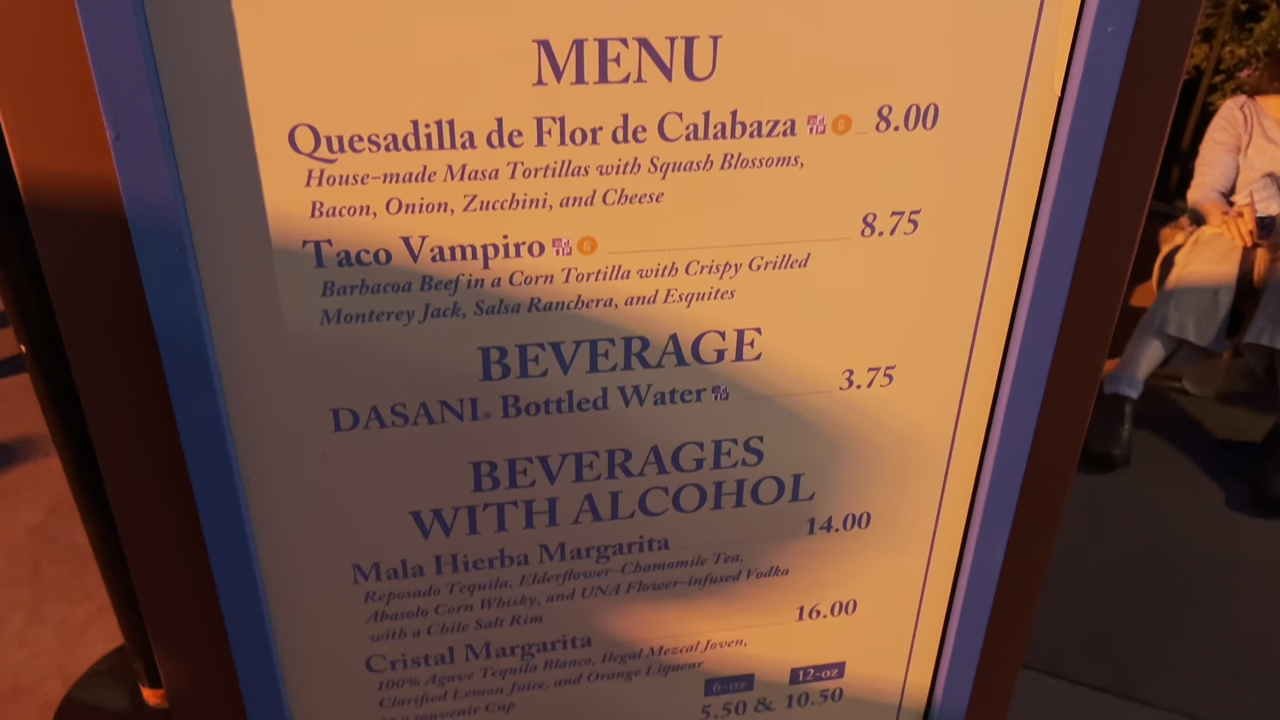 MENU
Quesadilla de Flor de Calabaza G 8.00
House-made Masa Tortillas with Squash Blossoms,
Bacon, Onion, Zucchini, and Cheese
Taco Vampiro G 8.75
Barbacoa Beef in a Corn Tortilla with Crispy Grilled
Monterey Jack, Salsa Ranchera, and Esquites
BEVERAGE
DASANI® Bottled Water 3.75
BEVERAGES
WITH ALCOHOL
Mala Hierba Margarita 14.00
Reposado Tequila, Elderflower-Chamomile Tea,
Abasolo Corn Whisky, and UNA Flower-infused Vodka
with a Chile Salt Rim
Cristal Margarita 16.00
100% Agave Tequila Blanco, Ilegal Mezcal Joven,
Clarified Lemon Juice, and Orange Liqueur
souvenir Cup
6-oz 12-oz
5.50 & 10.50